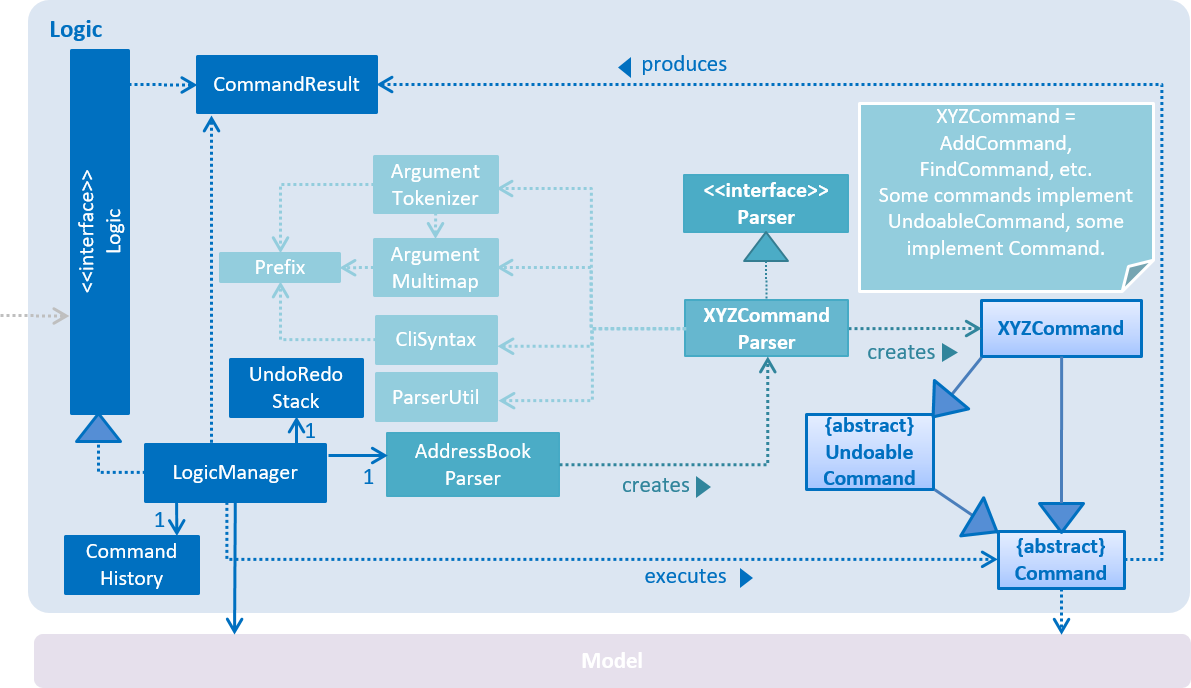 Logic
<<interface>>
Logic
CommandResult
produces
XYZCommand =
AddCommand,
FindCommand, etc.
Some commands implement
UndoableCommand, some
implement Command.
Argument
Tokenizer
<<interface>>
Parser
Prefix
Argument
Multimap
XYZCommand
Parser
XYZCommand
CliSyntax
creates
UndoRedo
Stack
ParserUtil
1
{abstract}
Undoable
Command
LogicManager
1
AddressBook
Parser
creates
1
Command
History
executes
{abstract}
Command
Model